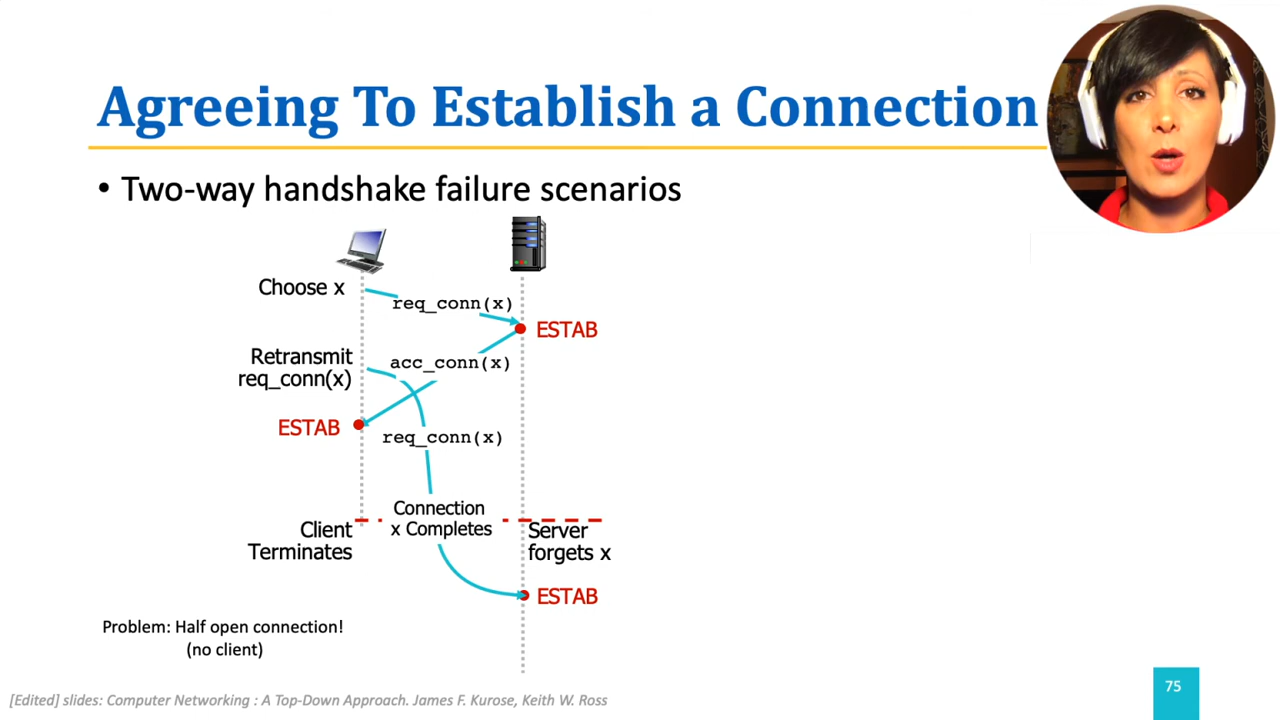 Agreeing To Establish a Connection
• Two-way handshake failure scenarios
Choose x
req_conn(x)
ESTAB
Retransmit
req_conn(x)
acc_conn(x)
ESTAB
req_conn(x)
Connection
x Completes
Client
Terminates
Server
forgets x
ESTAB
Problem: Half open connection!
(no client)
75
[Edited] slides: Computer Networking : A Top-Down Approach. James F. Kurose, Keith W. Ross